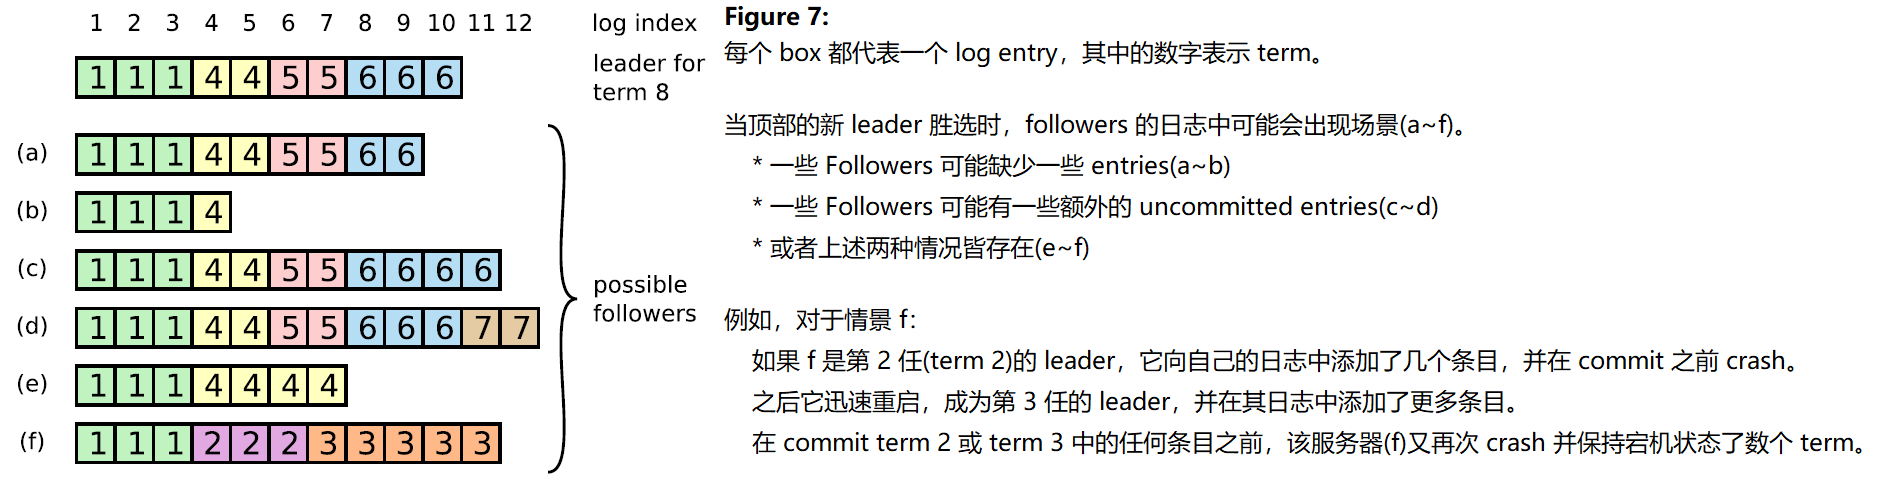 1 2 3 4 5 6 7 8 9 10 11 12 log index
1 1 1 4 4 5 5 6 6 6 leader for
term 8
(a) 1 1 1 4 4 5 5 6 6
(b) 1 1 1 4
(c) 1 1 1 4 4 5 5 6 6 6 6
(d) 1 1 1 4 4 5 5 6 6 6 7 7
(e) 1 1 1 4 4 4 4
(f) 1 1 1 2 2 2 3 3 3 3 3
possible
followers
Figure 7:
每个 box 都代表一个 log entry，其中的数字表示 term。
当顶部的新 leader 胜选时，followers 的日志中可能会出现场景(a~f)。
* 一些 Followers 可能缺少一些 entries(a~b)
* 一些 Followers 可能有一些额外的 uncommitted entries(c~d)
* 或者上述两种情况皆存在(e~f)
例如，对于情景 f：
如果 f 是第 2 任(term 2)的 leader，它向自己的日志中添加了几个条目，并在 commit 之前 crash。
之后它迅速重启，成为第 3 任的 leader，并在其日志中添加了更多条目。
在 commit term 2 或 term 3 中的任何条目之前，该服务器(f)又再次 crash 并保持宕机状态了数个 term。